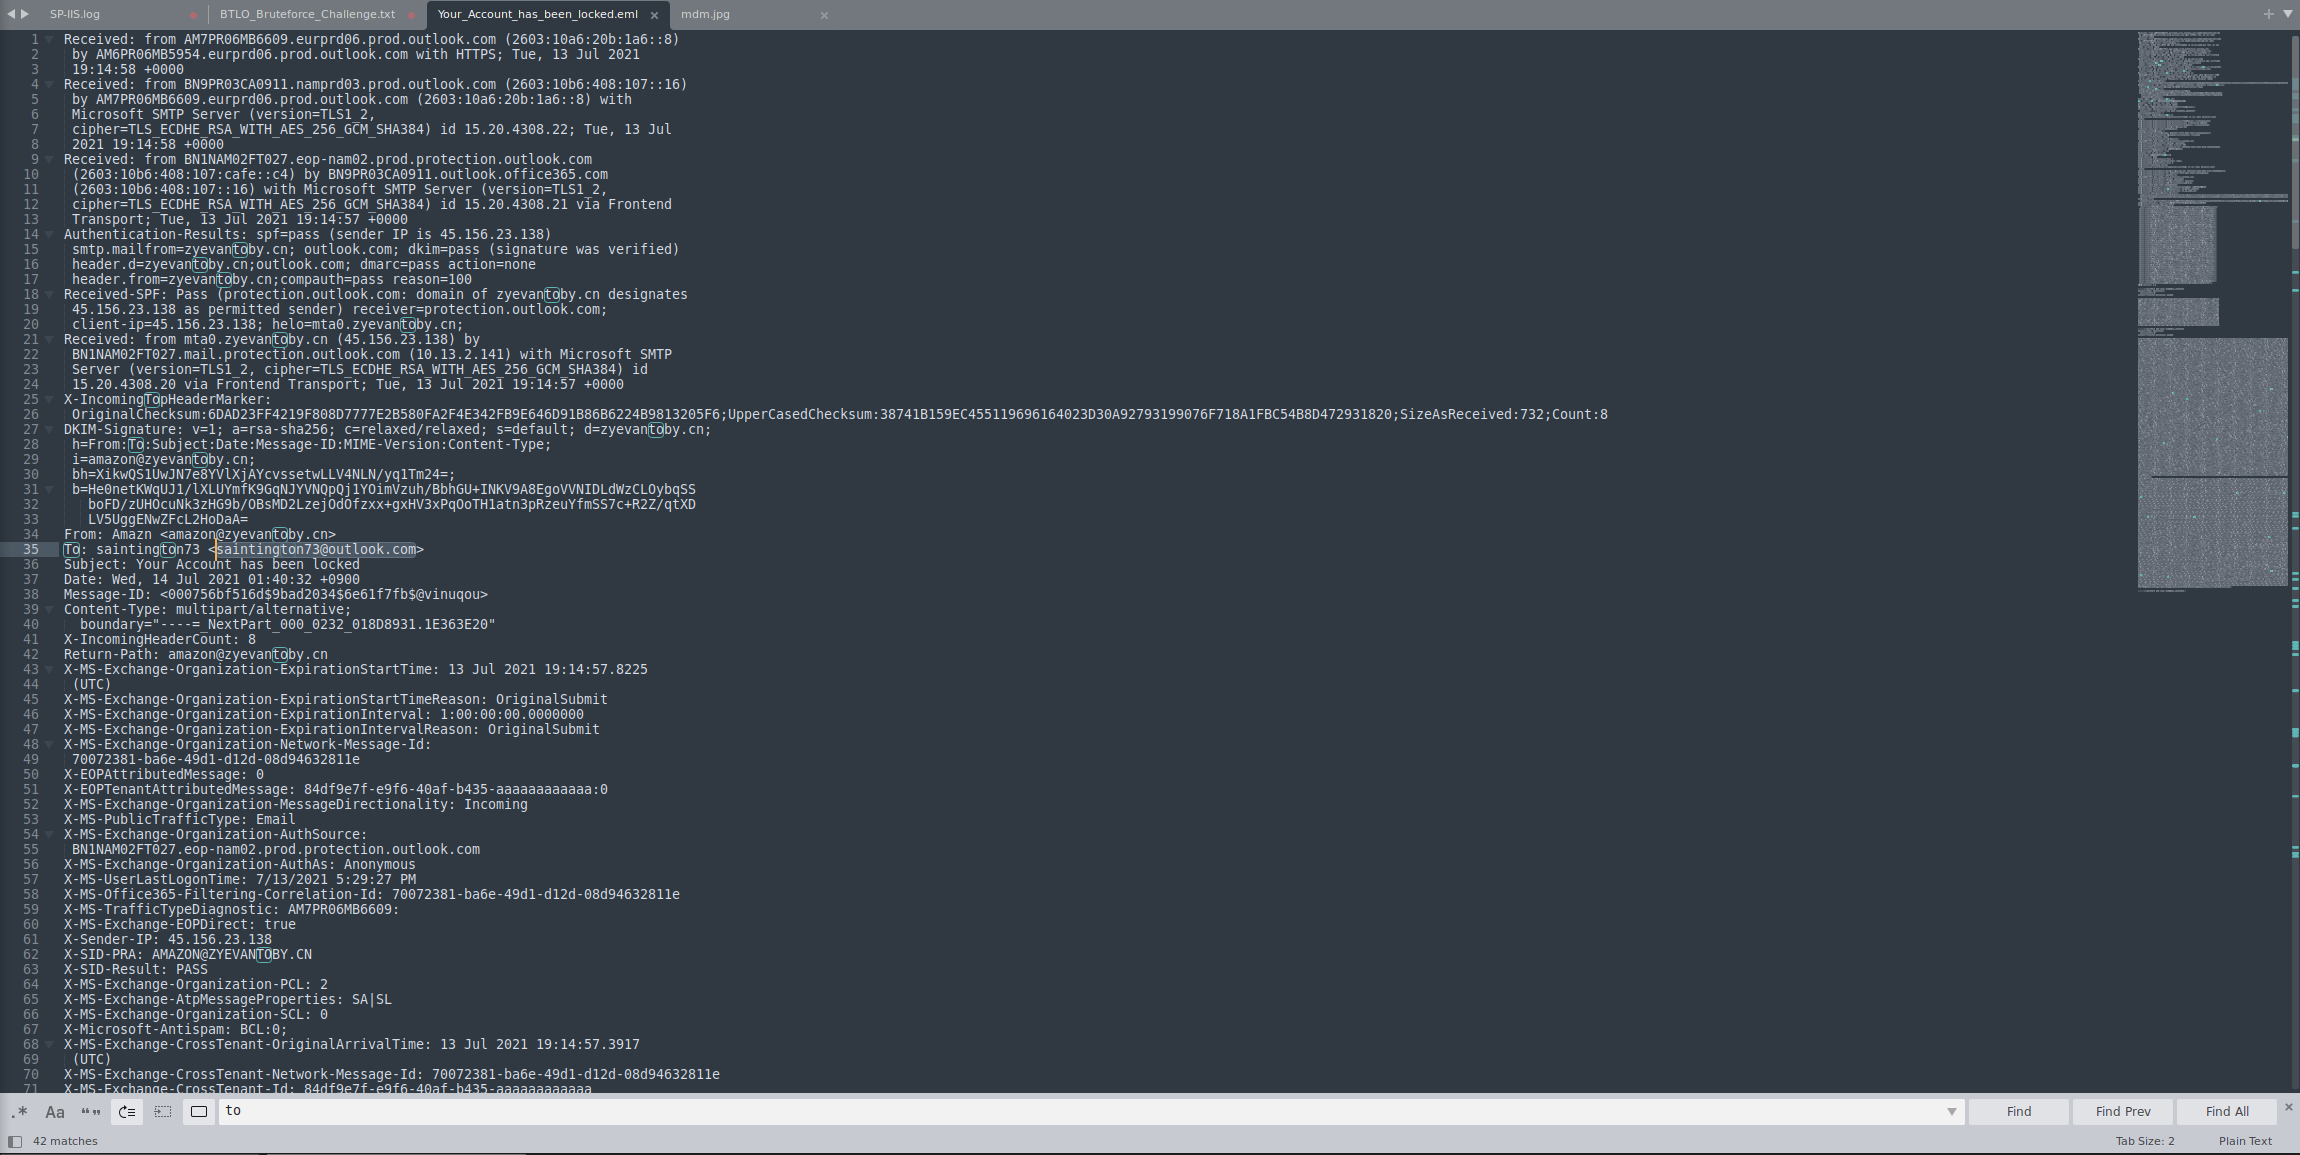 SP-IIS.log
BTLO_Bruteforce_Challenge.txt
Your_Account_has_been_locked.eml
mdm.jpg
1 Received: from AM7PR06MB6609.eurprd06.prod.outlook.com (2603:10a6:20b:1a6::8)
2 by AM6PR06MB5954.eurprd06.prod.outlook.com with HTTPS; Tue, 13 Jul 2021
3 19:14:58 +0000
4 Received: from BN9PR03CA0911.namprd03.prod.outlook.com (2603:10b6:408:107::16)
5 by AM7PR06MB6609.eurprd06.prod.outlook.com (2603:10a6:20b:1a6::8) with
6 Microsoft SMTP Server (version=TLS1_2,
7 cipher=TLS_ECDHE_RSA_WITH_AES_256_GCM_SHA384) id 15.20.4308.22; Tue, 13 Jul
8 2021 19:14:58 +0000
9 Received: from BN1NAM02FT027.eop-nam02.prod.protection.outlook.com
10 (2603:10b6:408:107:cafe::c4) by BN9PR03CA0911.outlook.office365.com
11 (2603:10b6:408:107::16) with Microsoft SMTP Server (version=TLS1_2,
12 cipher=TLS_ECDHE_RSA_WITH_AES_256_GCM_SHA384) id 15.20.4308.21 via Frontend
13 Transport; Tue, 13 Jul 2021 19:14:57 +0000
14 Authentication-Results: spf=pass (sender IP is 45.156.23.138)
15 smtp.mailfrom=zyevantoby.cn; outlook.com; dkim=pass (signature was verified)
16 header.d=zyevantoby.cn;outlook.com; dmarc=pass action=none
17 header.from=zyevantoby.cn;compauth=pass reason=100
18 Received-SPF: Pass (protection.outlook.com: domain of zyevantoby.cn designates
19 45.156.23.138 as permitted sender) receiver=protection.outlook.com;
20 client-ip=45.156.23.138; helo=mta0.zyevantoby.cn;
21 Received: from mta0.zyevantoby.cn (45.156.23.138) by
22 BN1NAM02FT027.mail.protection.outlook.com (10.13.2.141) with Microsoft SMTP
23 Server (version=TLS1_2, cipher=TLS_ECDHE_RSA_WITH_AES_256_GCM_SHA384) id
24 15.20.4308.20 via Frontend Transport; Tue, 13 Jul 2021 19:14:57 +0000
25 X-IncomingTopHeaderMarker:
26 OriginalChecksum:6DAD23FF4219F808D7777E2B580FA2F4E342FB9E646D91B86B6224B9813205F6;UpperCasedChecksum:38741B159EC455119696164023D30A92793199076F718A1FBC54B8D472931820;SizeAsReceived:732;Count:8
27 DKIM-Signature: v=1; a=rsa-sha256; c=relaxed/relaxed; s=default; d=zyevantoby.cn;
28 h=From:To:Subject:Date:Message-ID:MIME-Version:Content-Type;
29 i=amazon@zyevantoby.cn;
30 bh=XikwQS1UwJN7e8YVlXjAYcvssetwLLV4NLN/yq1Tm24=;
31 b=He0netKWqUJ1/lXLUYmfK9GqNJYVNQpQj1YOimVzuh/BbhGU+INKV9A8EgoVVNIDLdWzCLOybqSS
32 boFD/zUHOcuNk3zHG9b/OBsMD2LzejOdOfzxx+gxHV3xPqOoTH1atn3pRzeuYfmSS7c+R2Z/qtXD
33 LV5UggENwZFcL2HoDaA=
34 From: Amazn <amazon@zyevantoby.cn>
35 To: saintington73 <saintington73@outlook.com>
36 Subject: Your Account has been locked
37 Date: Wed, 14 Jul 2021 01:40:32 +0900
38 Message-ID: <000756bf516d$9bad2034$6e61f7fb$@vinuqou>
39 Content-Type: multipart/alternative;
40 boundary="----=_NextPart_000_0232_018D8931.1E363E20"
41 X-IncomingHeaderCount: 8
42 Return-Path: amazon@zyevantoby.cn
43 X-MS-Exchange-Organization-ExpirationStartTime: 13 Jul 2021 19:14:57.8225
44 (UTC)
45 X-MS-Exchange-Organization-ExpirationStartTimeReason: OriginalSubmit
46 X-MS-Exchange-Organization-ExpirationInterval: 1:00:00:00.0000000
47 X-MS-Exchange-Organization-ExpirationIntervalReason: OriginalSubmit
48 X-MS-Exchange-Organization-Network-Message-Id:
49 70072381-ba6e-49d1-d12d-08d94632811e
50 X-EOPAttributedMessage: 0
51 X-EOPTenantAttributedMessage: 84df9e7f-e9f6-40af-b435-aaaaaaaaaaaa:0
52 X-MS-Exchange-Organization-MessageDirectionality: Incoming
53 X-MS-PublicTrafficType: Email
54 X-MS-Exchange-Organization-AuthSource:
55 BN1NAM02FT027.eop-nam02.prod.protection.outlook.com
56 X-MS-Exchange-Organization-AuthAs: Anonymous
57 X-MS-UserLastLogonTime: 7/13/2021 5:29:27 PM
58 X-MS-Office365-Filtering-Correlation-Id: 70072381-ba6e-49d1-d12d-08d94632811e
59 X-MS-TrafficTypeDiagnostic: AM7PR06MB6609:
60 X-MS-Exchange-EOPDirect: true
61 X-Sender-IP: 45.156.23.138
62 X-SID-PRA: AMAZON@ZYEVANTOBY.CN
63 X-SID-Result: PASS
64 X-MS-Exchange-Organization-PCL: 2
65 X-MS-Exchange-AtpMessageProperties: SA|SL
66 X-MS-Exchange-Organization-SCL: 0
67 X-Microsoft-Antispam: BCL:0;
68 X-MS-Exchange-CrossTenant-OriginalArrivalTime: 13 Jul 2021 19:14:57.3917
69 (UTC)
70 X-MS-Exchange-CrossTenant-Network-Message-Id: 70072381-ba6e-49d1-d12d-08d94632811e
71 X-MS-Exchange-CrossTenant-Id: 84df9e7f-e9f6-40af-b435-aaaaaaaaaaaa
.* Aa “” to Find Find Prev Find All
42 matches Tab Size: 2 Plain Text